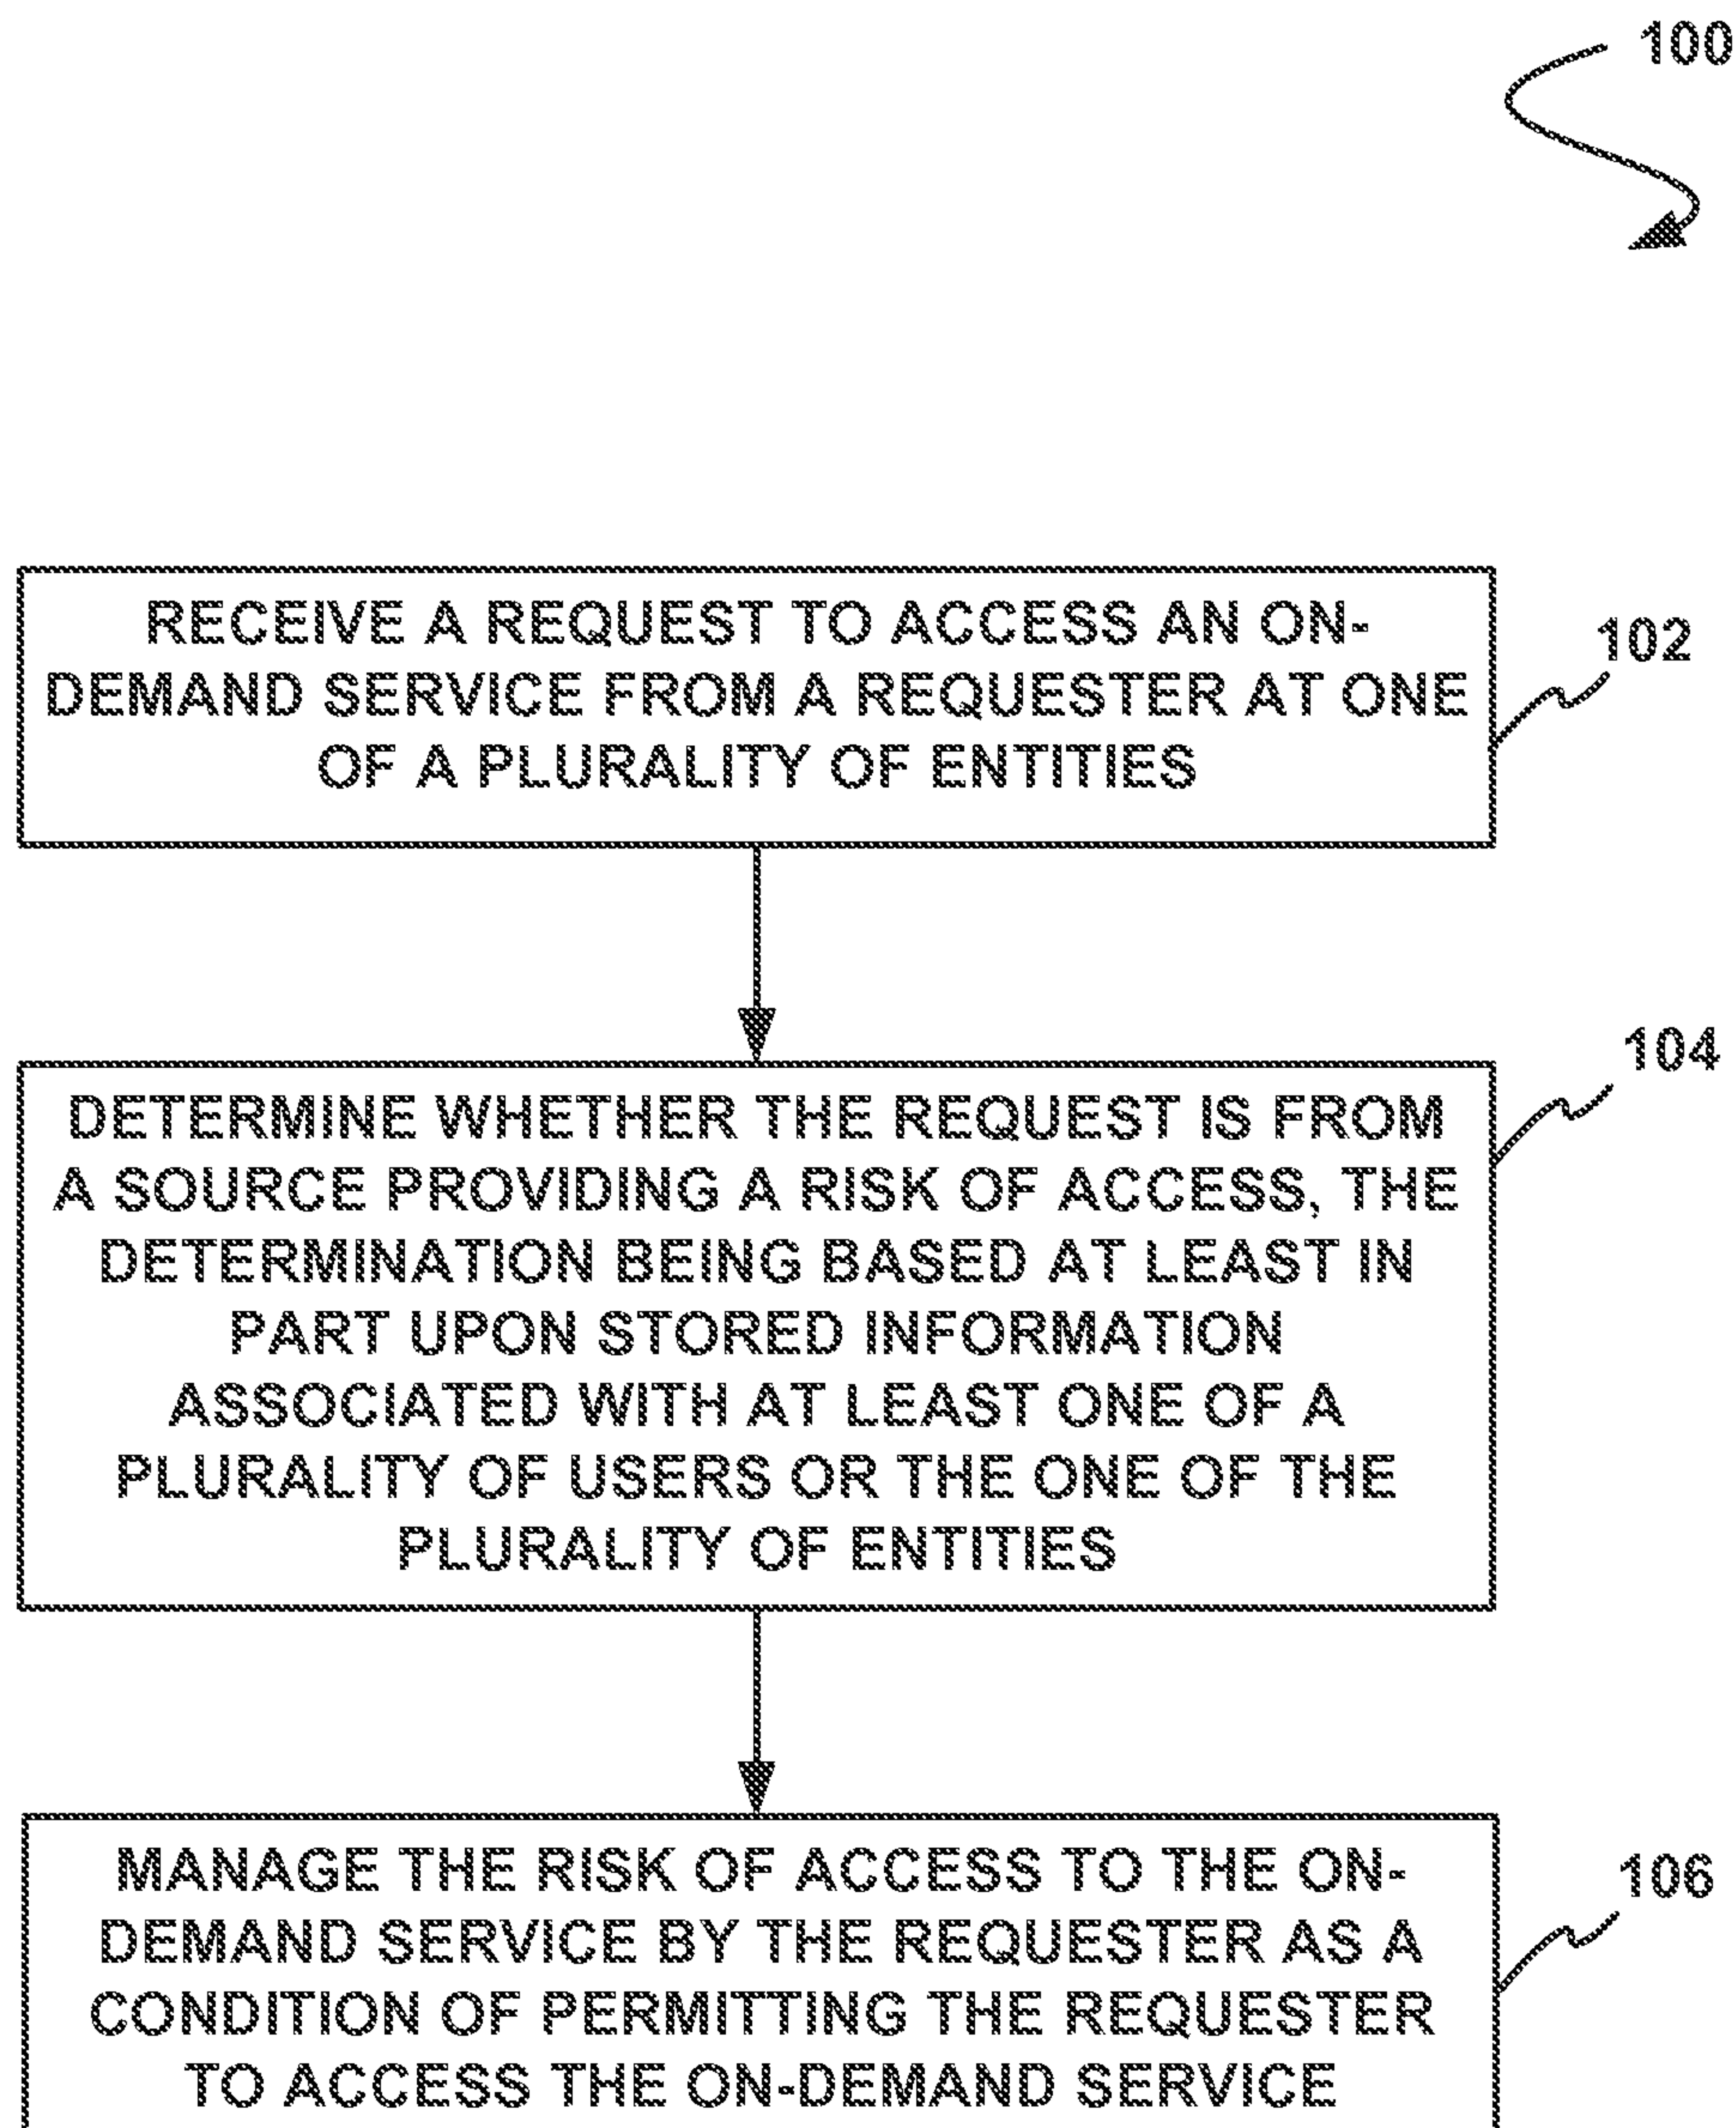 100
RECEIVE A REQUEST TO ACCESS AN ON-
DEMAND SERVICE FROM A REQUESTER AT ONE
OF A PLURALITY OF ENTITIES
102
DETERMINE WHETHER THE REQUEST IS FROM
A SOURCE PROVIDING A RISK OF ACCESS, THE
DETERMINATION BEING BASED AT LEAST IN
PART UPON STORED INFORMATION
ASSOCIATED WITH AT LEAST ONE OF A
PLURALITY OF USERS OR THE ONE OF THE
PLURALITY OF ENTITIES
104
MANAGE THE RISK OF ACCESS TO THE ON-
DEMAND SERVICE BY THE REQUESTER AS A
CONDITION OF PERMITTING THE REQUESTER
TO ACCESS THE ON-DEMAND SERVICE
106